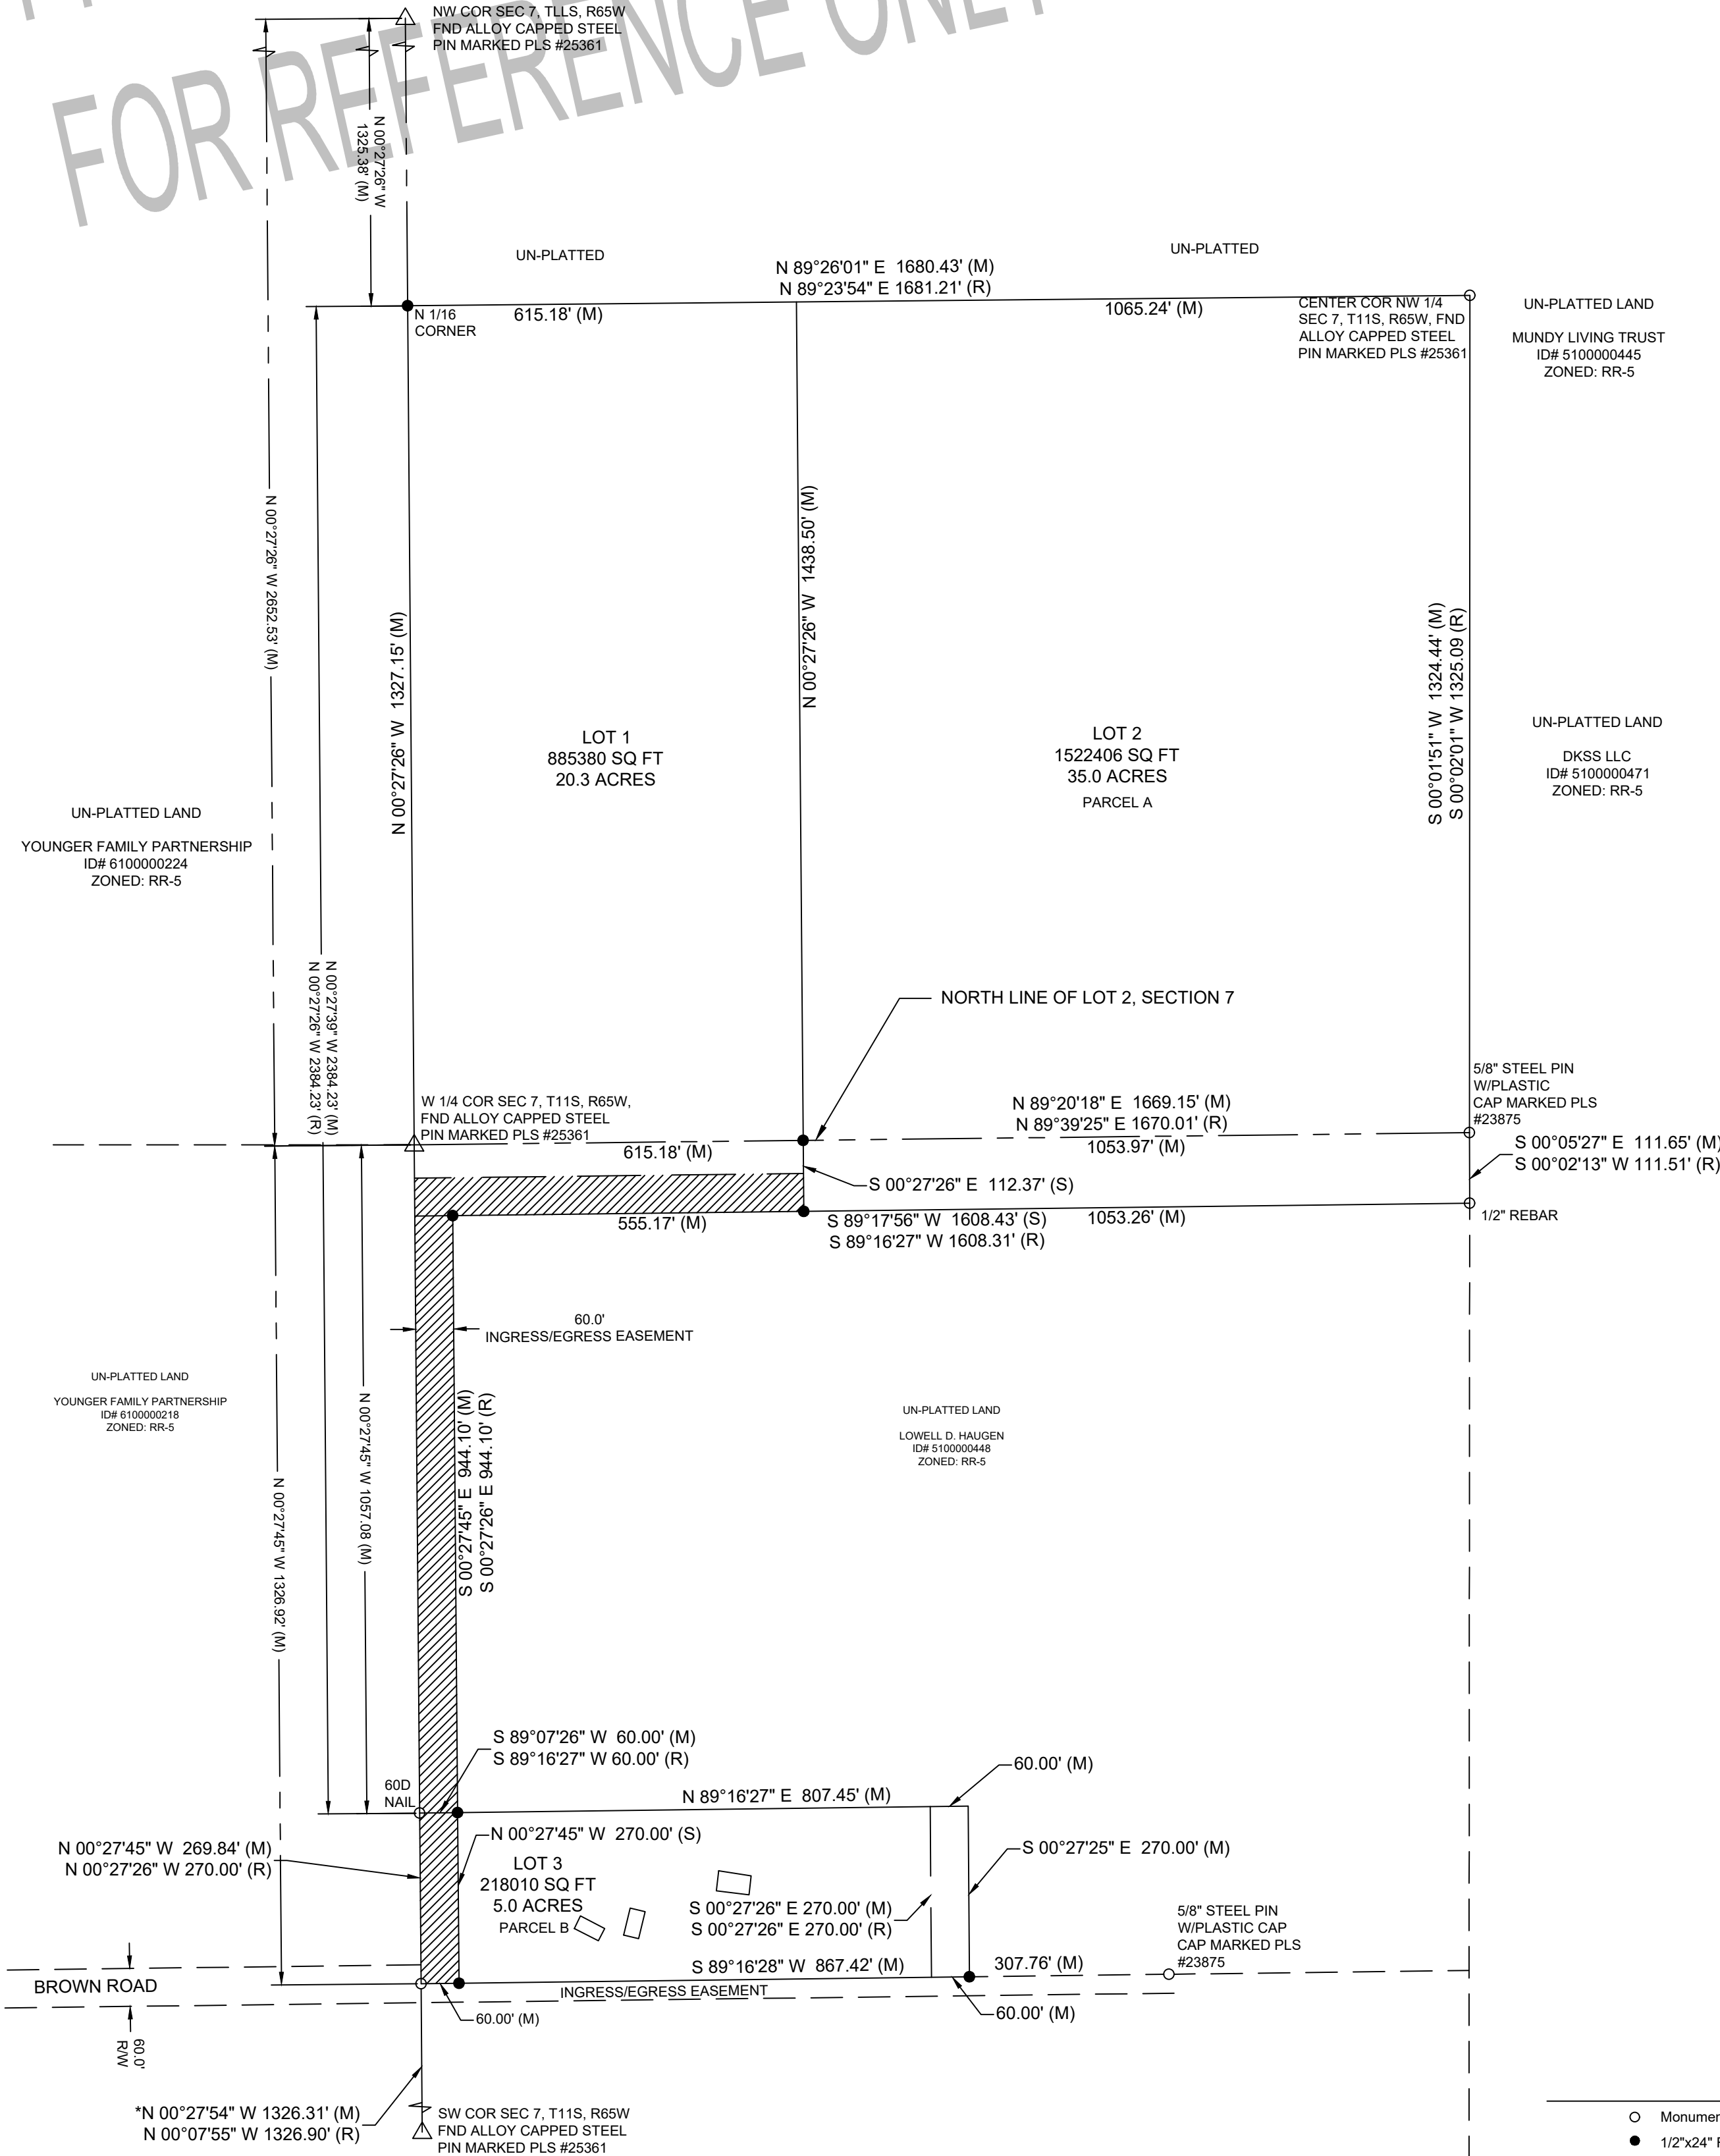 FOR REFERENCE ONLY
NW COR SEC 7, TLLS, R65W
FND ALLOY CAPPED STEEL
PIN MARKED PLS #25361
N 00°27'26" W
1325.38' (M)
UN-PLATTED
UN-PLATTED
N 89°26'01" E 1680.43' (M)
N 89°23'54" E 1681.21' (R)
N 1/16
CORNER
615.18' (M)
1065.24' (M)
CENTER COR NW 1/4
SEC 7, T11S, R65W, FND
ALLOY CAPPED STEEL
PIN MARKED PLS #25361
UN-PLATTED LAND
MUNDY LIVING TRUST
ID# 5100000445
ZONED: RR-5
N 00°27'26" W 2652.53' (M)
N 00°27'26" W 1327.15' (M)
N 00°27'26" W 1438.50' (M)
S 00°01'51" W 1324.44' (M)
S 00°02'01" W 1325.09 (R)
LOT 1
885380 SQ FT
20.3 ACRES
LOT 2
1522406 SQ FT
35.0 ACRES
PARCEL A
UN-PLATTED LAND
DKSS LLC
ID# 5100000471
ZONED: RR-5
UN-PLATTED LAND
YOUNGER FAMILY PARTNERSHIP
ID# 6100000224
ZONED: RR-5
N 00°27'39" W 2384.23' (M)
N 00°27'26" W 2384.23' (R)
NORTH LINE OF LOT 2, SECTION 7
W 1/4 COR SEC 7, T11S, R65W,
FND ALLOY CAPPED STEEL
PIN MARKED PLS #25361
615.18' (M)
N 89°20'18" E 1669.15' (M)
N 89°39'25" E 1670.01' (R)
1053.97' (M)
5/8" STEEL PIN
W/PLASTIC
CAP MARKED PLS
#23875
S 00°05'27" E 111.65' (M)
S 00°02'13" W 111.51' (R)
S 00°27'26" E 112.37' (S)
555.17' (M)
S 89°17'56" W 1608.43' (S)
S 89°16'27" W 1608.31' (R)
1053.26' (M)
1/2" REBAR
60.0'
INGRESS/EGRESS EASEMENT
UN-PLATTED LAND
YOUNGER FAMILY PARTNERSHIP
ID# 6100000218
ZONED: RR-5
N 00°27'45" W 1326.92' (M)
N 00°27'45" W 1057.08 (M)
S 00°27'45" E 944.10' (M)
S 00°27'26" E 944.10' (R)
UN-PLATTED LAND
LOWELL D. HAUGEN
ID# 5100000448
ZONED: RR-5
S 89°07'26" W 60.00' (M)
S 89°16'27" W 60.00' (R)
60D
NAIL
N 89°16'27" E 807.45' (M)
60.00' (M)
N 00°27'45" W 269.84' (M)
N 00°27'26" W 270.00' (R)
N 00°27'45" W 270.00' (S)
LOT 3
218010 SQ FT
5.0 ACRES
PARCEL B
S 00°27'26" E 270.00' (M)
S 00°27'26" E 270.00' (R)
S 00°27'25" E 270.00' (M)
5/8" STEEL PIN
W/PLASTIC CAP
CAP MARKED PLS
#23875
S 89°16'28" W 867.42' (M)
307.76' (M)
BROWN ROAD
INGRESS/EGRESS EASEMENT
60.00' (M)
60.00' (M)
60.0'
R/W
*N 00°27'54" W 1326.31' (M)
N 00°07'55" W 1326.90' (R)
SW COR SEC 7, T11S, R65W
FND ALLOY CAPPED STEEL
PIN MARKED PLS #25361
Monumen
1/2"x24"